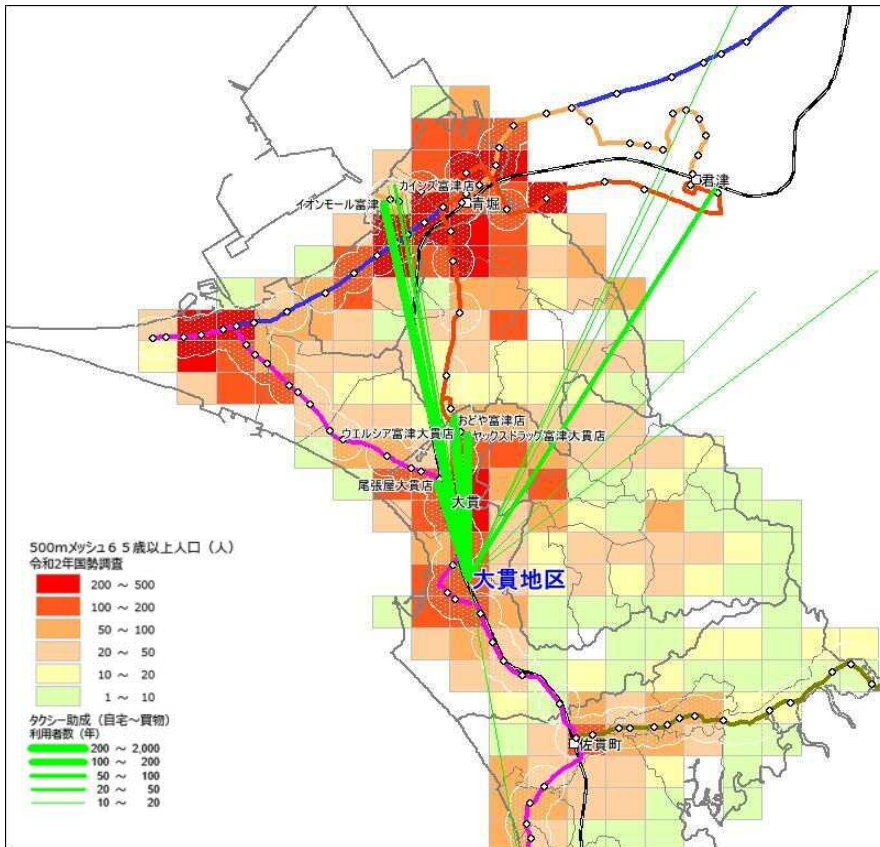 カインズ富津店
イオンモール富津
青堀
君津
おどや富津店
ウエルシア富津大貫店
ヤックスドラッグ富津大貫店
尾張屋大貫店
大貫
大貫地区
佐貫町
500mメッシュ65歳以上人口（人）
令和2年国勢調査
200 ～ 500
100 ～ 200
50 ～ 100
20 ～ 50
10 ～ 20
1 ～ 10
タクシー助成（自宅～買物）
利用者数（年）
200 ～ 2,000
100 ～ 200
50 ～ 100
20 ～ 50
10 ～ 20